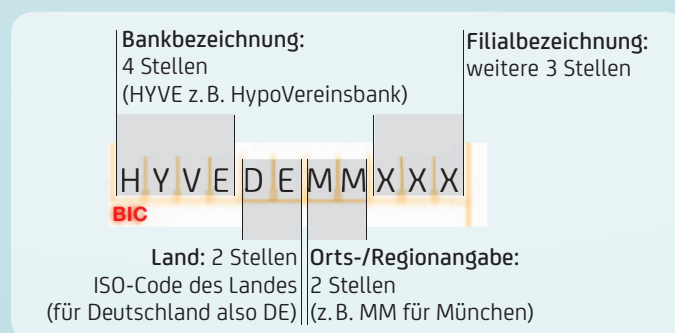 Bankbezeichnung:
4 Stellen
(HYVE z.B. HypoVereinsbank)
Filialbezeichnung:
weitere 3 Stellen
HYVEDEMMXXX
BIC
Land: 2 Stellen
ISO-Code des Landes
(für Deutschland also DE)
Orts-/Regionangabe:
2 Stellen
(z.B. MM für München)